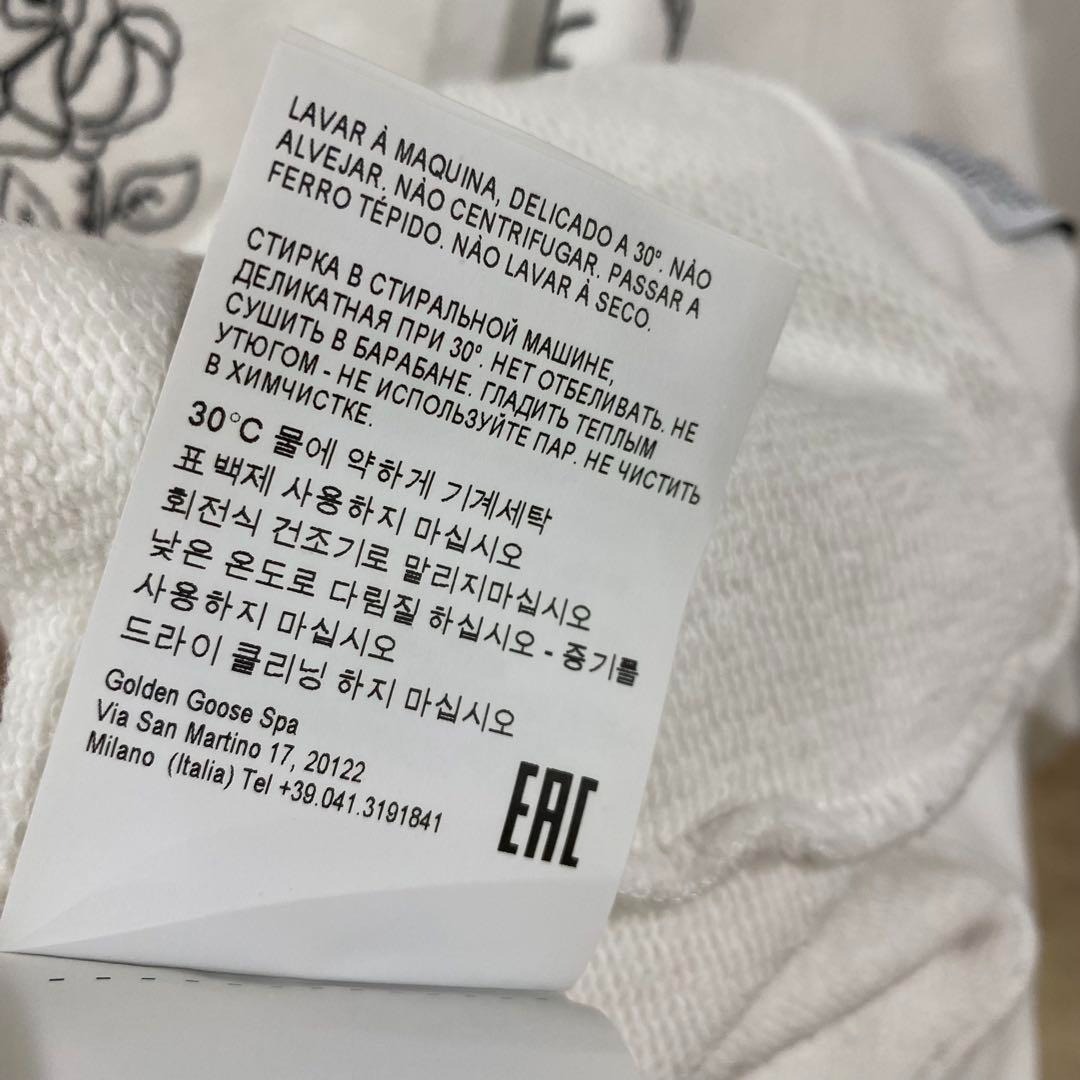 LAVAR À MAQUINA, DELICADO A 30°. NÀO
ALVEJAR. NÀO CENTRIFUGAR. PASSAR A
FERRO TÉPIDO. NÀO LAVAR À SECO.
СТИРКА В СТИРАЛЬНОЙ МАШИНЕ,
ДЕЛИКАТНАЯ ПРИ 30°. НЕТ ОТБЕЛИВАТЬ. НЕ
СУШИТЬ В БАРАБАНЕ. ГЛАДИТЬ ТЕПЛЫМ
УТЮГОМ - НЕ ИСПОЛЬЗУЙТЕ ПАР. НЕ ЧИСТИТЬ
В ХИМЧИСТКЕ.
30°C 물에 약하게 기계세탁
표 백제 사용하지 마십시오
회전식 건조기로 말리지마십시오
낮은 온도로 다림질 하십시오 - 증기를
사용하지 마십시오
드라이 클리닝 하지 마십시오
Golden Goose Spa
Via San Martino 17, 20122
Milano (Italia) Tel +39.041.3191841
EAC